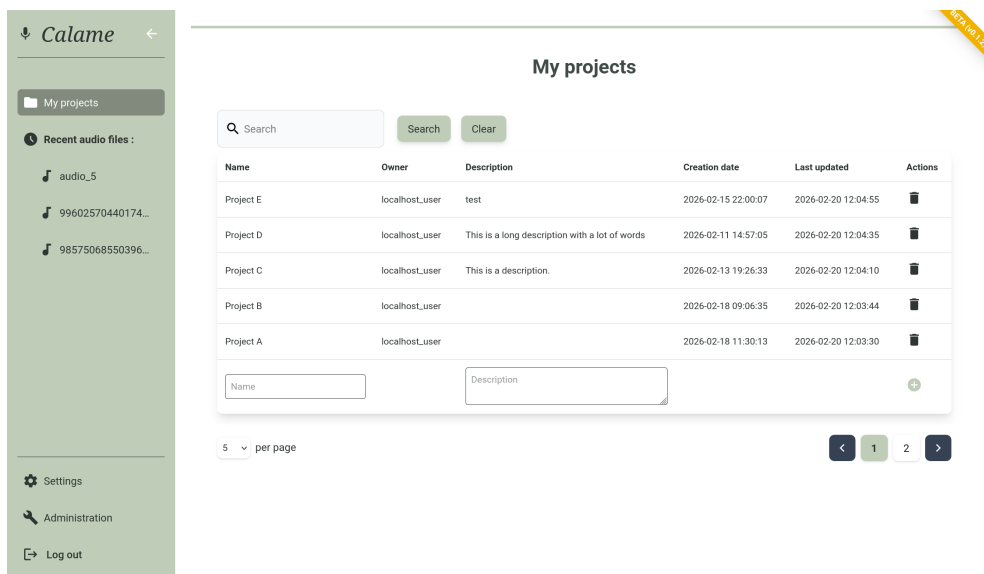 Calame
My projects
Recent audio files :
audio_5
99602570440174...
98575068550396...
Settings
Administration
Log out
BETA (v0.1.2
My projects
Search Search Clear
Name Owner Description Creation date Last updated Actions
Project E localhost_user test 2026-02-15 22:00:07 2026-02-20 12:04:55
Project D localhost_user This is a long description with a lot of words 2026-02-11 14:57:05 2026-02-20 12:04:35
Project C localhost_user This is a description. 2026-02-13 19:26:33 2026-02-20 12:04:10
Project B localhost_user 2026-02-18 09:06:35 2026-02-20 12:03:44
Project A localhost_user 2026-02-18 11:30:13 2026-02-20 12:03:30
Name Description
5 per page 1 2